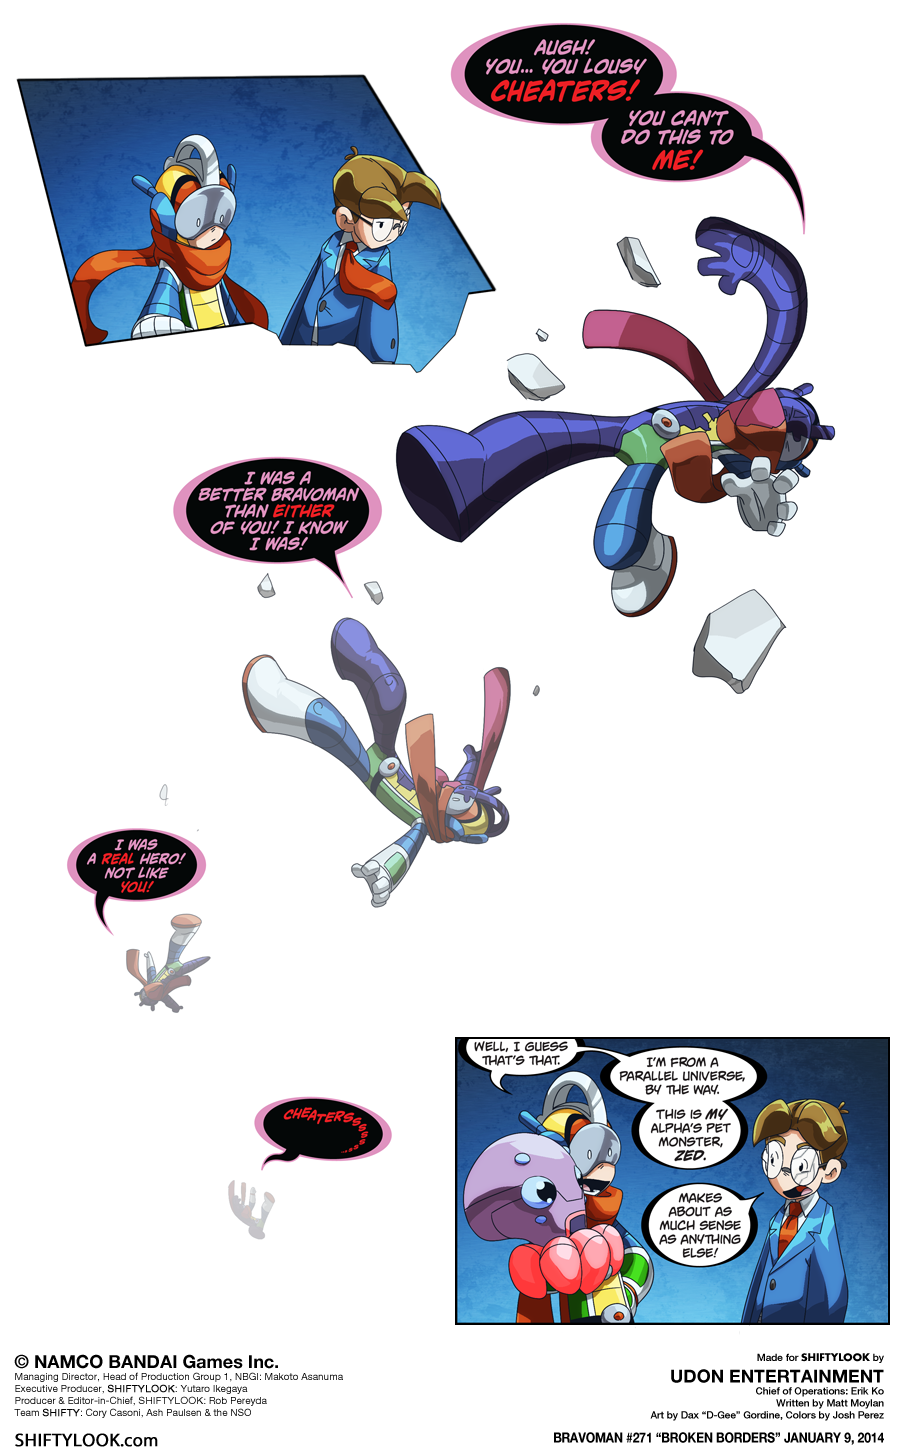 AUGH!
YOU... YOU LOUSY
CHEATERS!
YOU CAN'T
DO THIS TO
ME!
I WAS A
BETTER BRAVOMAN
THAN EITHER
OF YOU! I KNOW
I WAS!
I WAS
A REAL HERO!
NOT LIKE
YOU!
CHEATERSSSSSSS...
WELL, I GUESS
THAT'S THAT.
I'M FROM A
PARALLEL UNIVERSE,
BY THE WAY.
THIS IS MY
ALPHA'S PET
MONSTER,
ZED.
MAKES
ABOUT AS
MUCH SENSE
AS ANYTHING
ELSE!
© NAMCO BANDAI Games Inc.
Managing Director, Head of Production Group 1, NBGI: Makoto Asanuma
Executive Producer, SHIFTYLOOK: Yutaro Ikegaya
Producer & Editor-in-Chief, SHIFTYLOOK: Rob Pereyda
Team SHIFTY: Cory Casoni, Ash Paulsen & the NSO
SHIFTYLOOK.com
Made for SHIFTYLOOK by
UDON ENTERTAINMENT
Chief of Operations: Erik Ko
Written by Matt Moylan
Art by Dax "D-Gee" Gordine, Colors by Josh Perez
BRAVOMAN #271 "BROKEN BORDERS" JANUARY 9, 2014